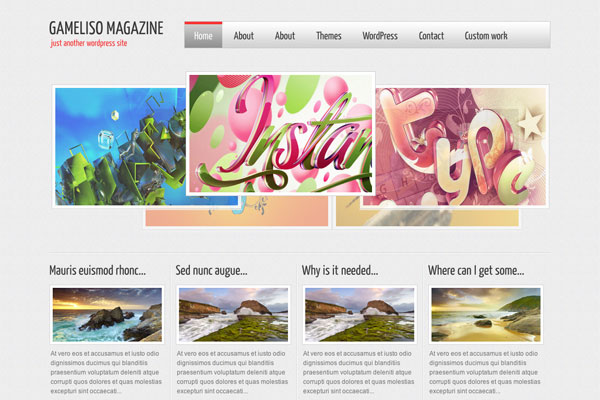 GAMELISO MAGAZINE
just another wordpress site
Home About About Themes WordPress Contact Custom work
Instan
Type
Mauris euismod rhonc... Sed nunc augue... Why is it needed... Where can I get some...
At vero eos et accusamus et iusto odio
dignissimos ducimus qui blanditiis
praesentium voluptatum deleniti atque
corrupti quos dolores et quas molestias
excepturi sint occaecati...
At vero eos et accusamus et iusto odio
dignissimos ducimus qui blanditiis
praesentium voluptatum deleniti atque
corrupti quos dolores et quas molestias
excepturi sint occaecati...
At vero eos et accusamus et iusto odio
dignissimos ducimus qui blanditiis
praesentium voluptatum deleniti atque
corrupti quos dolores et quas molestias
excepturi sint occaecati...
At vero eos et accusamus et iusto odio
dignissimos ducimus qui blanditiis
praesentium voluptatum deleniti atque
corrupti quos dolores et quas molestias
excepturi sint occaecati...